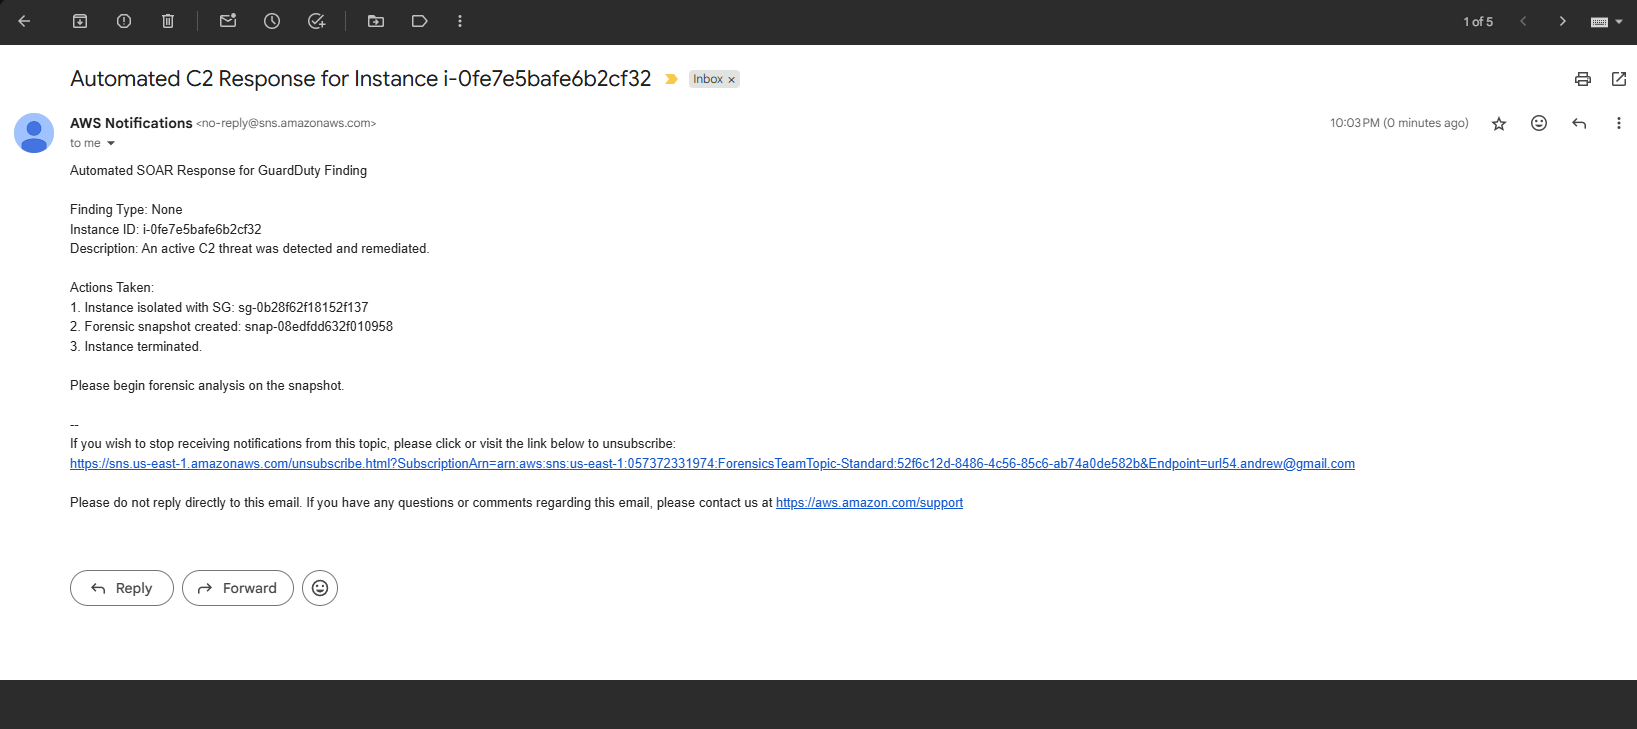 1 of 5
Automated C2 Response for Instance i-0fe7e5bafe6b2cf32 Inbox x
AWS Notifications <no-reply@sns.amazonaws.com> 10:03 PM (0 minutes ago)
to me
Automated SOAR Response for GuardDuty Finding
Finding Type: None
Instance ID: i-0fe7e5bafe6b2cf32
Description: An active C2 threat was detected and remediated.
Actions Taken:
1. Instance isolated with SG: sg-0b28f62f18152f137
2. Forensic snapshot created: snap-08edfdd632f010958
3. Instance terminated.
Please begin forensic analysis on the snapshot.
--
If you wish to stop receiving notifications from this topic, please click or visit the link below to unsubscribe:
https://sns.us-east-1.amazonaws.com/unsubscribe.html?SubscriptionArn=arn:aws:sns:us-east-1:057372331974:ForensicsTeamTopic-Standard:52f6c12d-8486-4c56-85c6-ab74a0de582b&Endpoint=url54.andrew@gmail.com
Please do not reply directly to this email. If you have any questions or comments regarding this email, please contact us at https://aws.amazon.com/support
Reply Forward